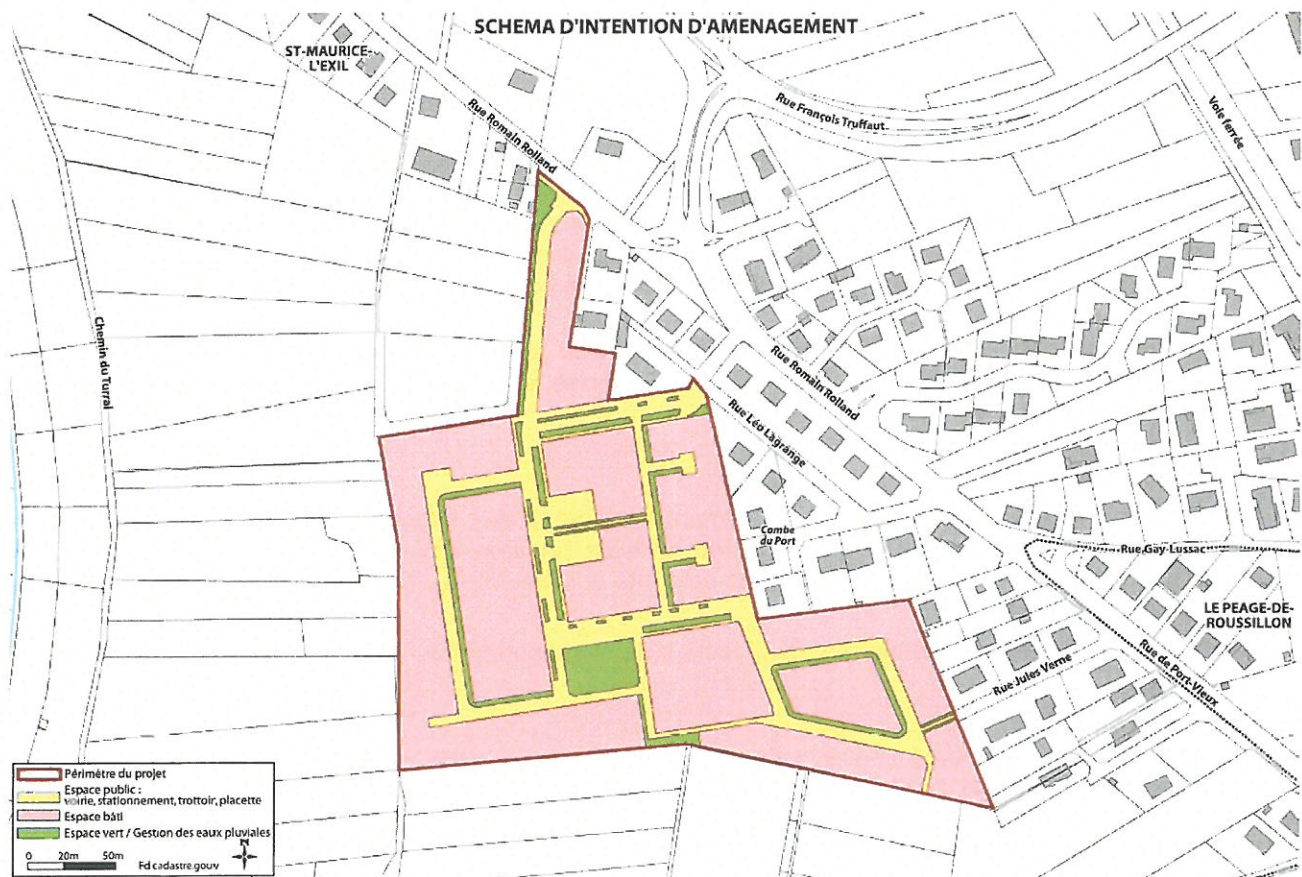 SCHEMA D'INTENTION D'AMENAGEMENT
ST-MAURICE-
L'EXIL
Rue Romain Rolland
Rue François Truffaut
Voie ferrée
Chemin du Turral
Rue Romain Rolland
Rue Léo Lagrange
Combe
du Port
Rue Gay-Lussac
LE PEAGE-DE-
ROUSSILLON
Rue Jules Verne
Rue de Port-Vieux
Périmètre du projet
Espace public :
voirie, stationnement, trottoir, placette
Espace bâti
Espace vert / Gestion des eaux pluviales
0 20m 50m Fd cadastre.gouv N